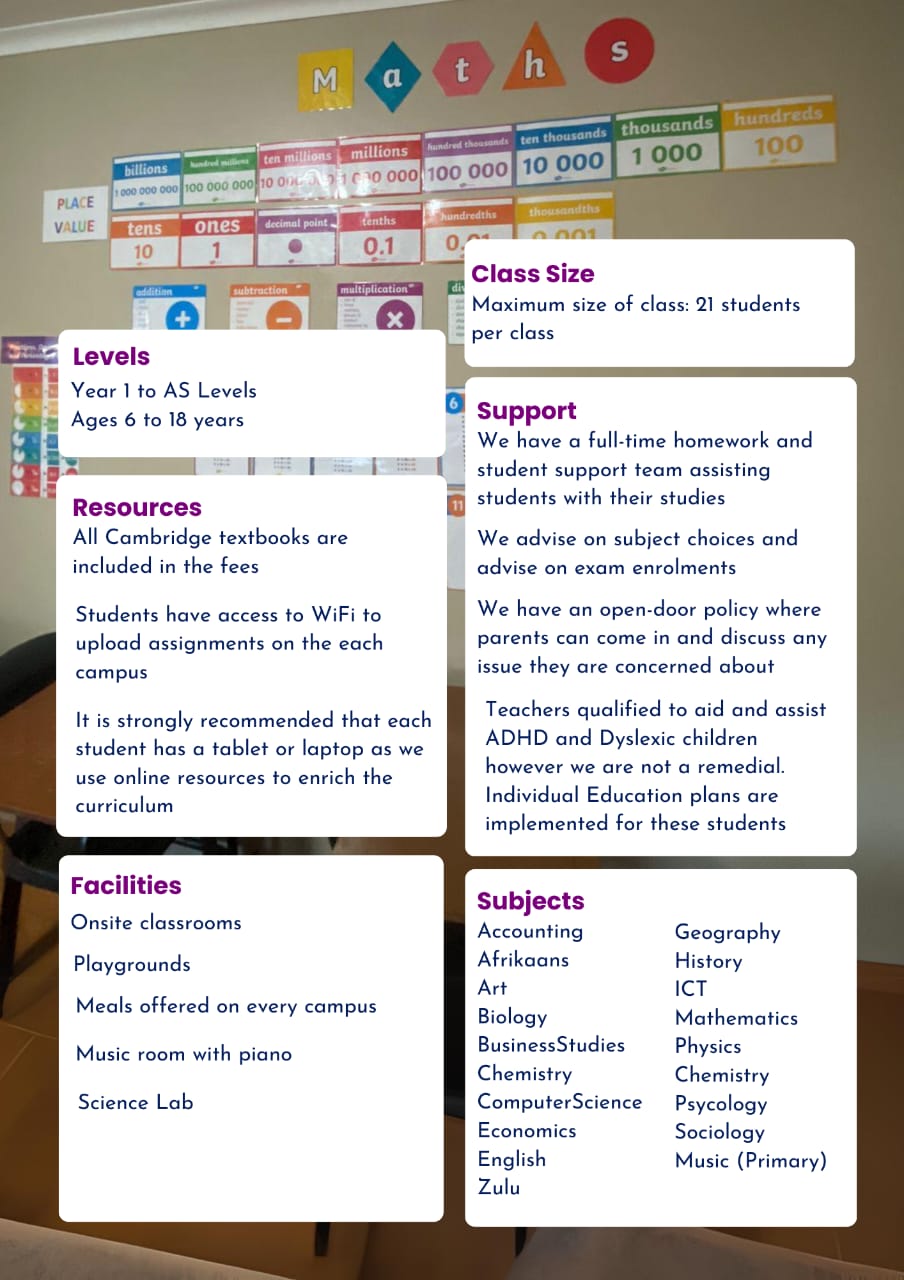 M a t h s
billions
1 000 000 000
hundred millions
100 000 000
ten millions
millions
hundred thousands
100 000
ten thousands
10 000
thousands
1 000
hundreds
100
PLACE
VALUE
tens
10
ones
1
decimal point
tenths
0.1
hundredths
thousandths
0.001
addition
+
subtraction
−
multiplication
×
6
11
Class Size
Maximum size of class: 21 students
per class
Levels
Year 1 to AS Levels
Ages 6 to 18 years
Resources
All Cambridge textbooks are
included in the fees
Students have access to WiFi to
upload assignments on the each
campus
It is strongly recommended that each
student has a tablet or laptop as we
use online resources to enrich the
curriculum
Support
We have a full-time homework and
student support team assisting
students with their studies
We advise on subject choices and
advise on exam enrolments
We have an open-door policy where
parents can come in and discuss any
issue they are concerned about
Teachers qualified to aid and assist
ADHD and Dyslexic children
however we are not a remedial.
Individual Education plans are
implemented for these students
Facilities
Onsite classrooms
Playgrounds
Meals offered on every campus
Music room with piano
Science Lab
Subjects
Accounting
Afrikaans
Art
Biology
BusinessStudies
Chemistry
ComputerScience
Economics
English
Zulu
Geography
History
ICT
Mathematics
Physics
Chemistry
Psycology
Sociology
Music (Primary)